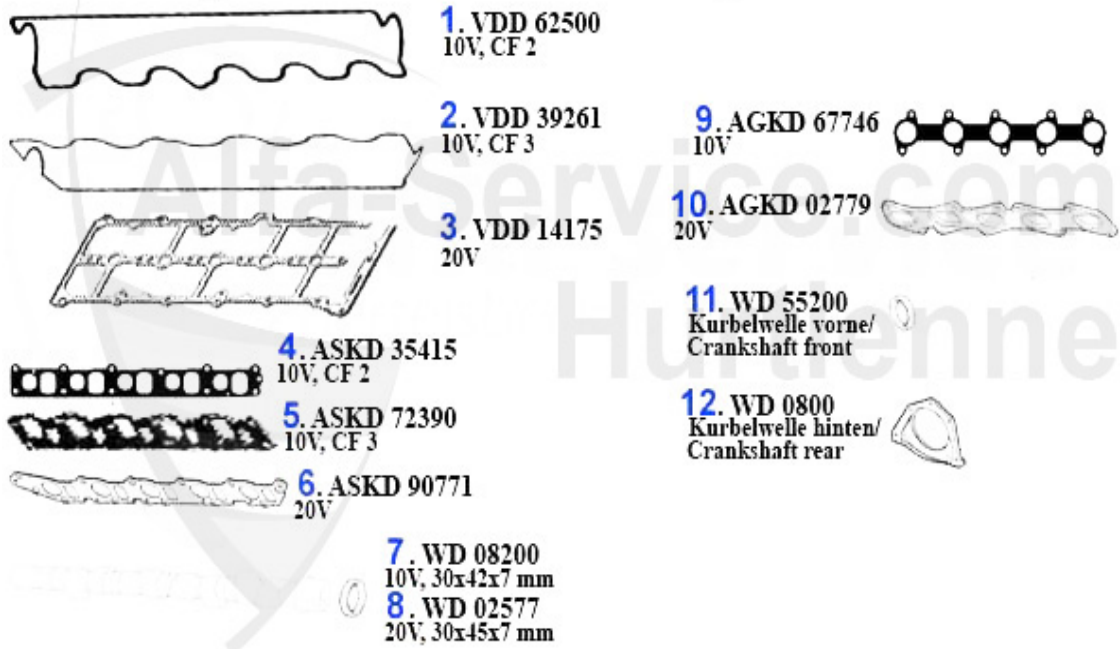 1. VDD 62500
10V, CF 2
2. VDD 39261
10V, CF 3
3. VDD 14175
20V
4. ASKD 35415
10V, CF 2
5. ASKD 72390
10V, CF 3
6. ASKD 90771
20V
7. WD 08200
10V, 30x42x7 mm
8. WD 02577
20V, 30x45x7 mm
9. AGKD 67746
10V
10. AGKD 02779
20V
11. WD 55200
Kurbelwelle vorne/
Crankshaft front
12. WD 0800
Kurbelwelle hinten/
Crankshaft rear
Alfa-Service.com
Hurtienne